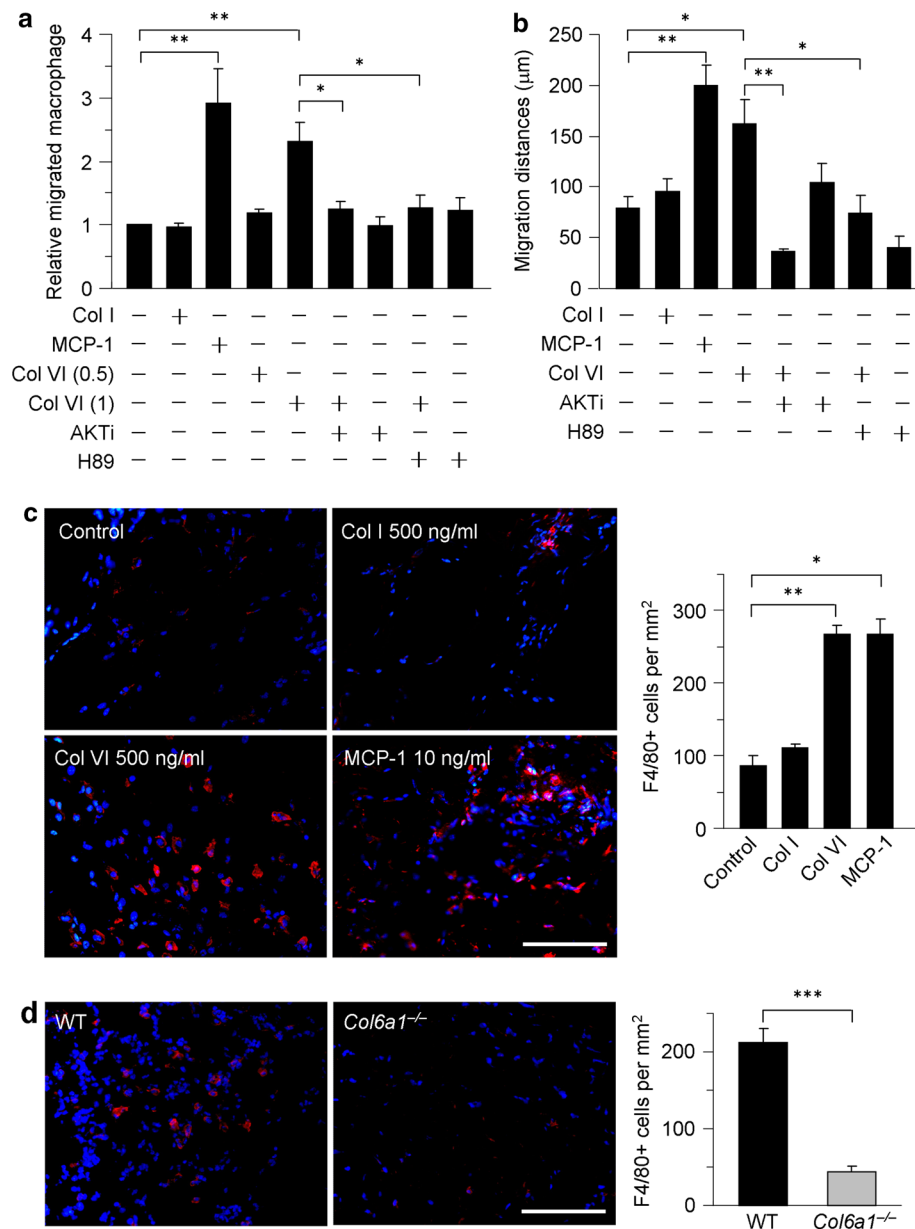 a
** 
** 
* 
* 
Relative migrated macrophage
4
3
2
1
0
Col I – + – – – – – – –
MCP-1 – – + – – – – – –
Col VI (0.5) – – – + – – – – –
Col VI (1) – – – – + + – + –
AKTi – – – – – + + – –
H89 – – – – – – – + +
b
*
**
*
**
Migration distances (μm)
250
200
150
100
50
0
Col I – + – – – – – –
MCP-1 – – + – – – – –
Col VI – – – + + – + –
AKTi – – – – + + – –
H89 – – – – – – + +
c
Control
Col I 500 ng/ml
Col VI 500 ng/ml
MCP-1 10 ng/ml
*
**
F4/80+ cells per mm²
300
200
100
0
Control
Col I
Col VI
MCP-1
d
WT
Col6a1–/–
***
F4/80+ cells per mm²
200
100
0
WT
Col6a1–/–